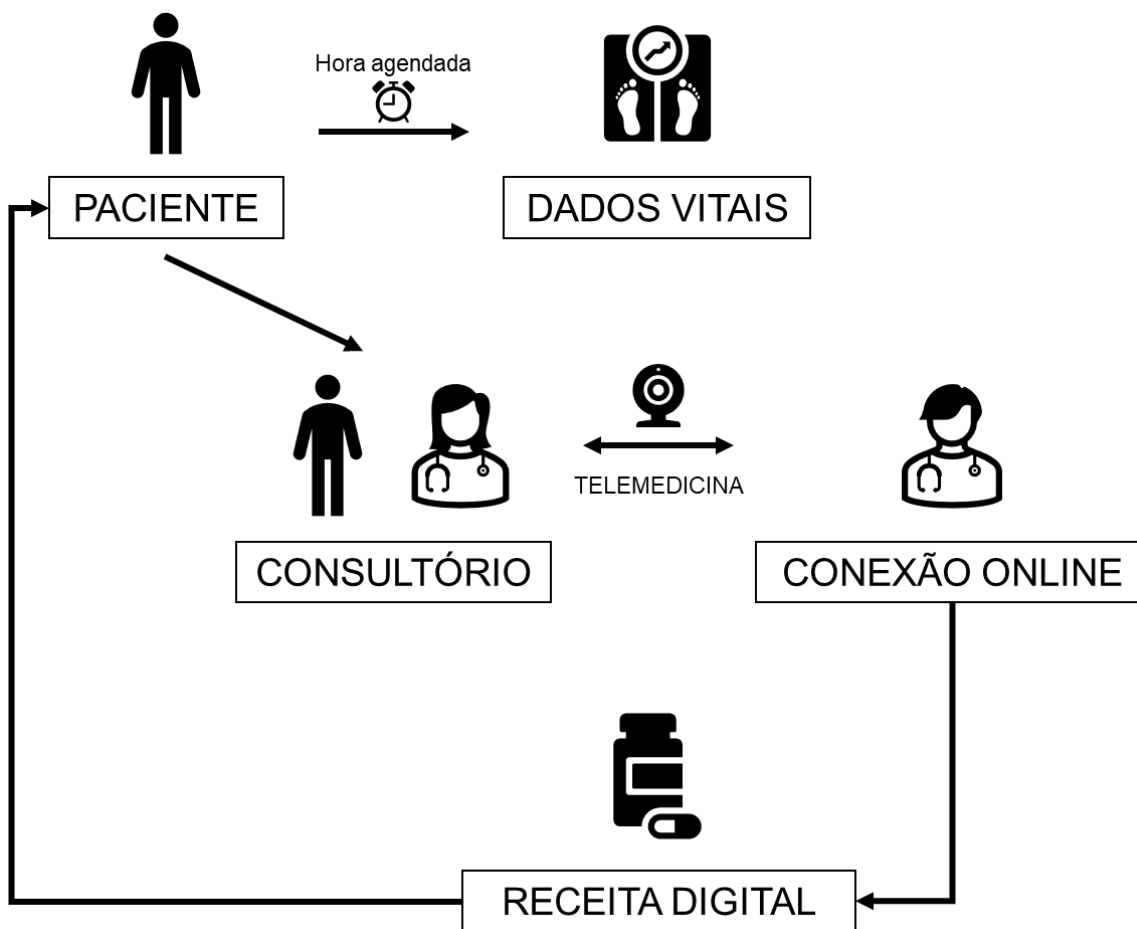 Hora agendada
PACIENTE
DADOS VITAIS
TELEMEDICINA
CONSULTÓRIO
CONEXÃO ONLINE
RECEITA DIGITAL